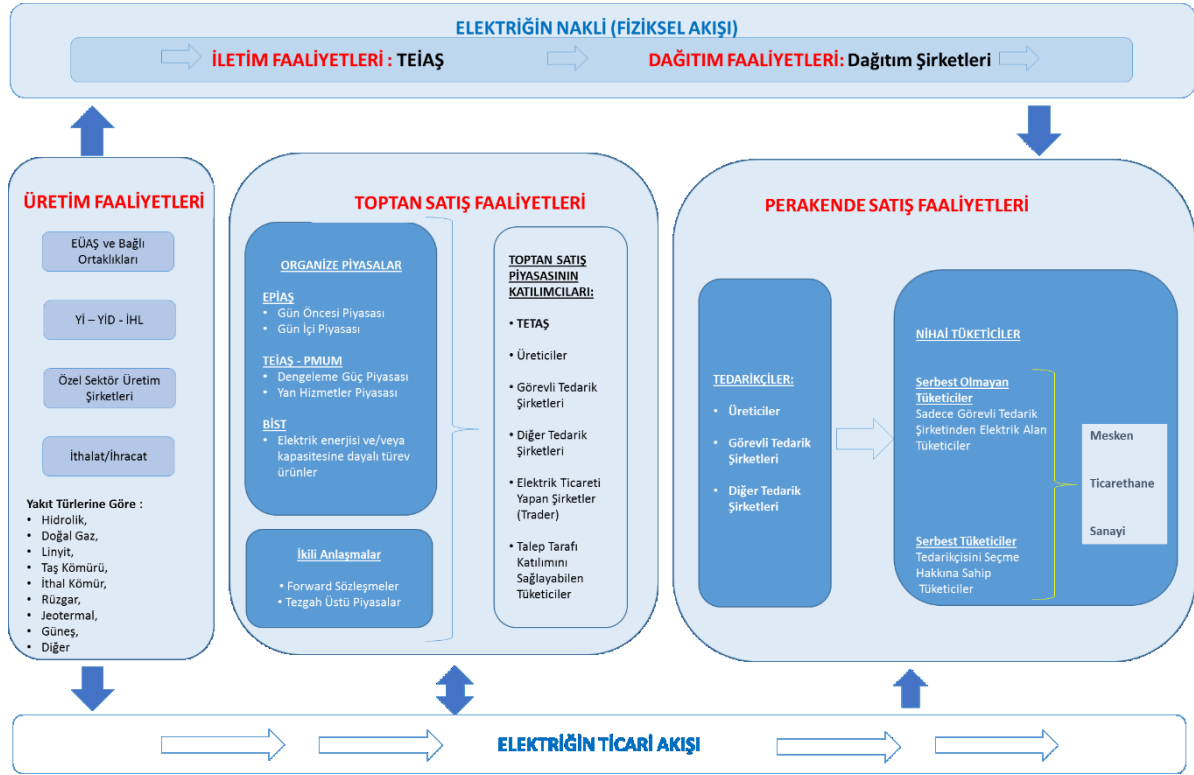 ELEKTRİĞİN NAKLİ (FİZİKSEL AKIŞI)
İLETİM FAALİYETLERİ : TEİAŞ
DAĞITIM FAALİYETLERİ: Dağıtım Şirketleri
ÜRETİM FAALİYETLERİ
EÜAŞ ve Bağlı
Ortaklıkları
Yİ – YİD - İHL
Özel Sektör Üretim
Şirketleri
İthalat/İhracat
Yakıt Türlerine Göre :
• Hidrolik,
• Doğal Gaz,
• Linyit,
• Taş Kömürü,
• İthal Kömür,
• Rüzgar,
• Jeotermal,
• Güneş,
• Diğer
TOPTAN SATIŞ FAALİYETLERİ
ORGANİZE PİYASALAR
EPİAŞ
• Gün Öncesi Piyasası
• Gün İçi Piyasası
TEİAŞ - PMUM
• Dengeleme Güç Piyasası
• Yan Hizmetler Piyasası
BİST
• Elektrik enerjisi ve/veya
kapasitesine dayalı türev
ürünler
İkili Anlaşmalar
• Forward Sözleşmeler
• Tezgah Üstü Piyasalar
TOPTAN SATIŞ
PİYASASININ
KATILIMCILARI:
• TETAŞ
• Üreticiler
• Görevli Tedarik
Şirketleri
• Diğer Tedarik
Şirketleri
• Elektrik Ticareti
Yapan Şirketler
(Trader)
• Talep Tarafı
Katılımını
Sağlayabilen
Tüketiciler
PERAKENDE SATIŞ FAALİYETLERİ
TEDARİKÇİLER:
• Üreticiler
• Görevli Tedarik
Şirketleri
• Diğer Tedarik
Şirketleri
NİHAİ TÜKETİCİLER
Serbest Olmayan
Tüketiciler
Sadece Görevli Tedarik
Şirketinden Elektrik Alan
Tüketiciler
Serbest Tüketiciler
Tedarikçisini Seçme
Hakkına Sahip
Tüketiciler
Mesken
Ticarethane
Sanayi
ELEKTRİĞİN TİCARİ AKIŞI